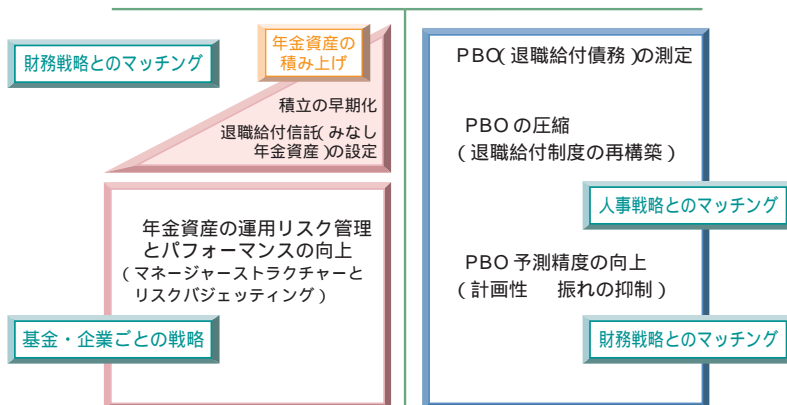 財務戦略とのマッチング
年金資産の
積み上げ
積立の早期化
退職給付信託(みなし
年金資産)の設定
年金資産の運用リスク管理
とパフォーマンスの向上
(マネージャーストラクチャーと
リスクバジェッティング)
基金・企業ごとの戦略
PBO(退職給付債務)の測定
PBOの圧縮
(退職給付制度の再構築)
人事戦略とのマッチング
PBO予測精度の向上
(計画性　振れの抑制)
財務戦略とのマッチング